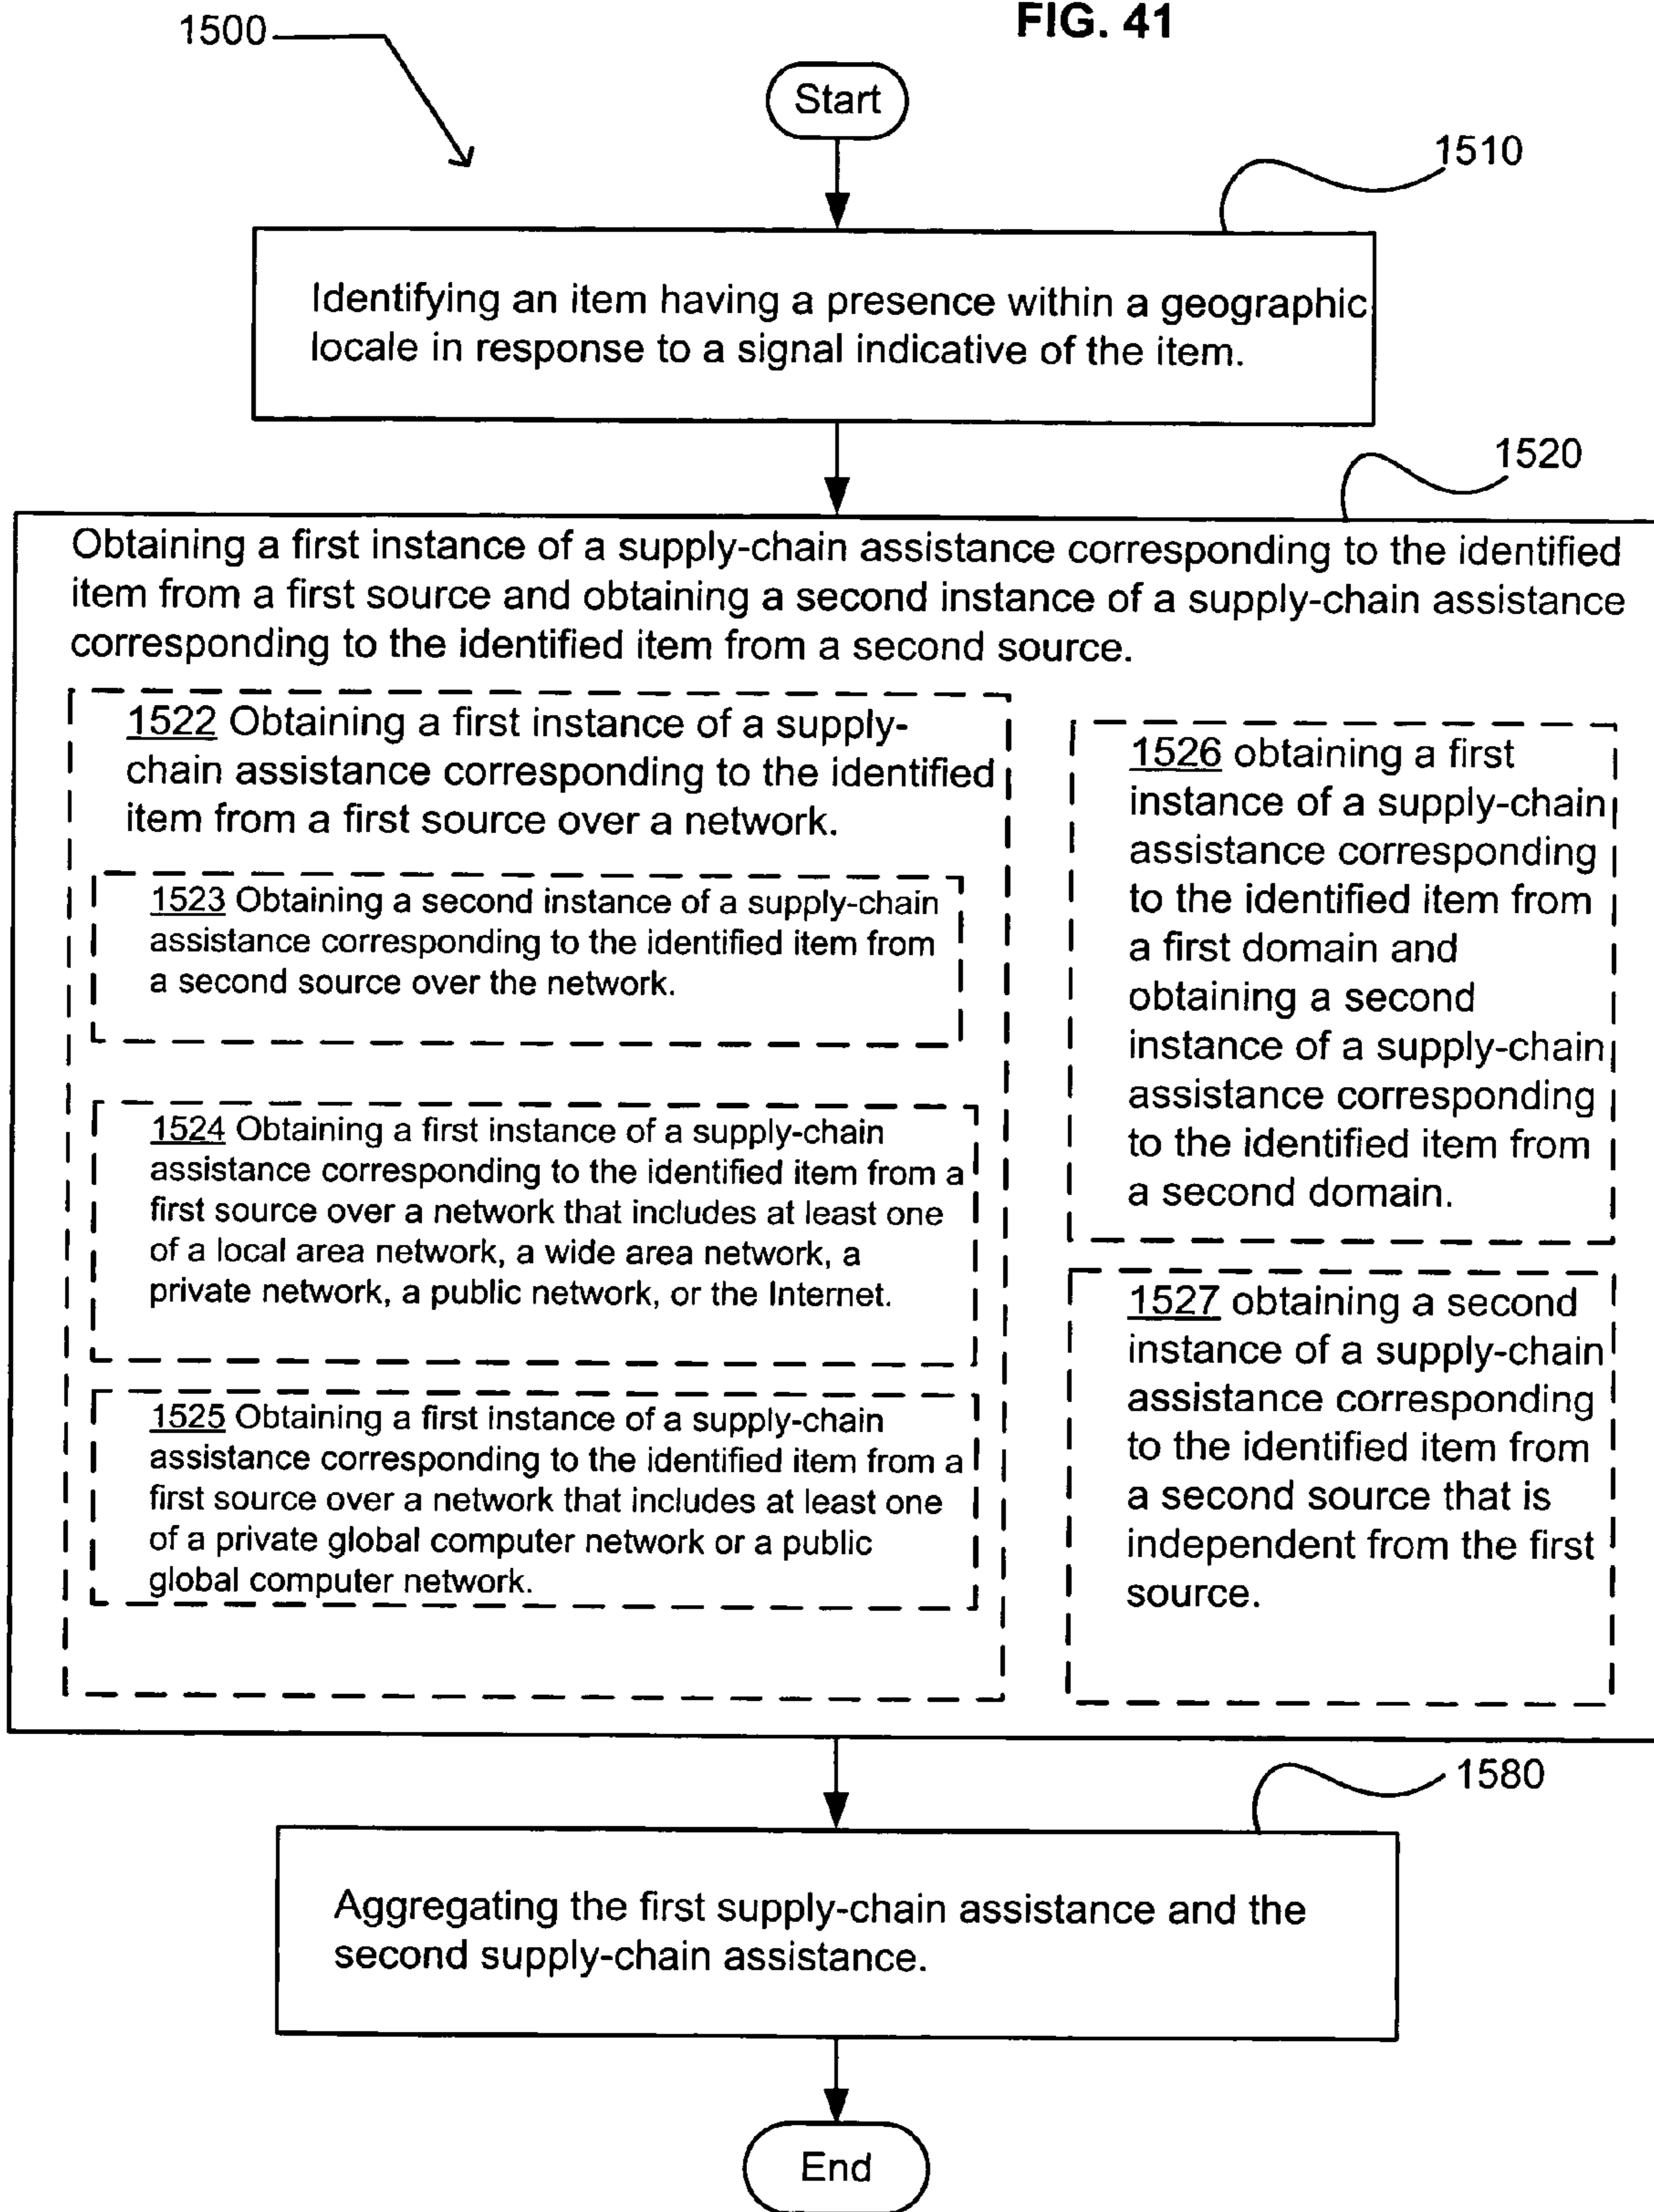 FIG. 41
1500
Start
1510
Identifying an item having a presence within a geographic
locale in response to a signal indicative of the item.
1520
Obtaining a first instance of a supply-chain assistance corresponding to the identified
item from a first source and obtaining a second instance of a supply-chain assistance
corresponding to the identified item from a second source.
1522 Obtaining a first instance of a supply-
chain assistance corresponding to the identified
item from a first source over a network.
1523 Obtaining a second instance of a supply-chain
assistance corresponding to the identified item from
a second source over the network.
1524 Obtaining a first instance of a supply-chain
assistance corresponding to the identified item from a
first source over a network that includes at least one
of a local area network, a wide area network, a
private network, a public network, or the Internet.
1525 Obtaining a first instance of a supply-chain
assistance corresponding to the identified item from a
first source over a network that includes at least one
of a private global computer network or a public
global computer network.
1526 obtaining a first
instance of a supply-chain
assistance corresponding
to the identified item from
a first domain and
obtaining a second
instance of a supply-chain
assistance corresponding
to the identified item from
a second domain.
1527 obtaining a second
instance of a supply-chain
assistance corresponding
to the identified item from
a second source that is
independent from the first
source.
1580
Aggregating the first supply-chain assistance and the
second supply-chain assistance.
End